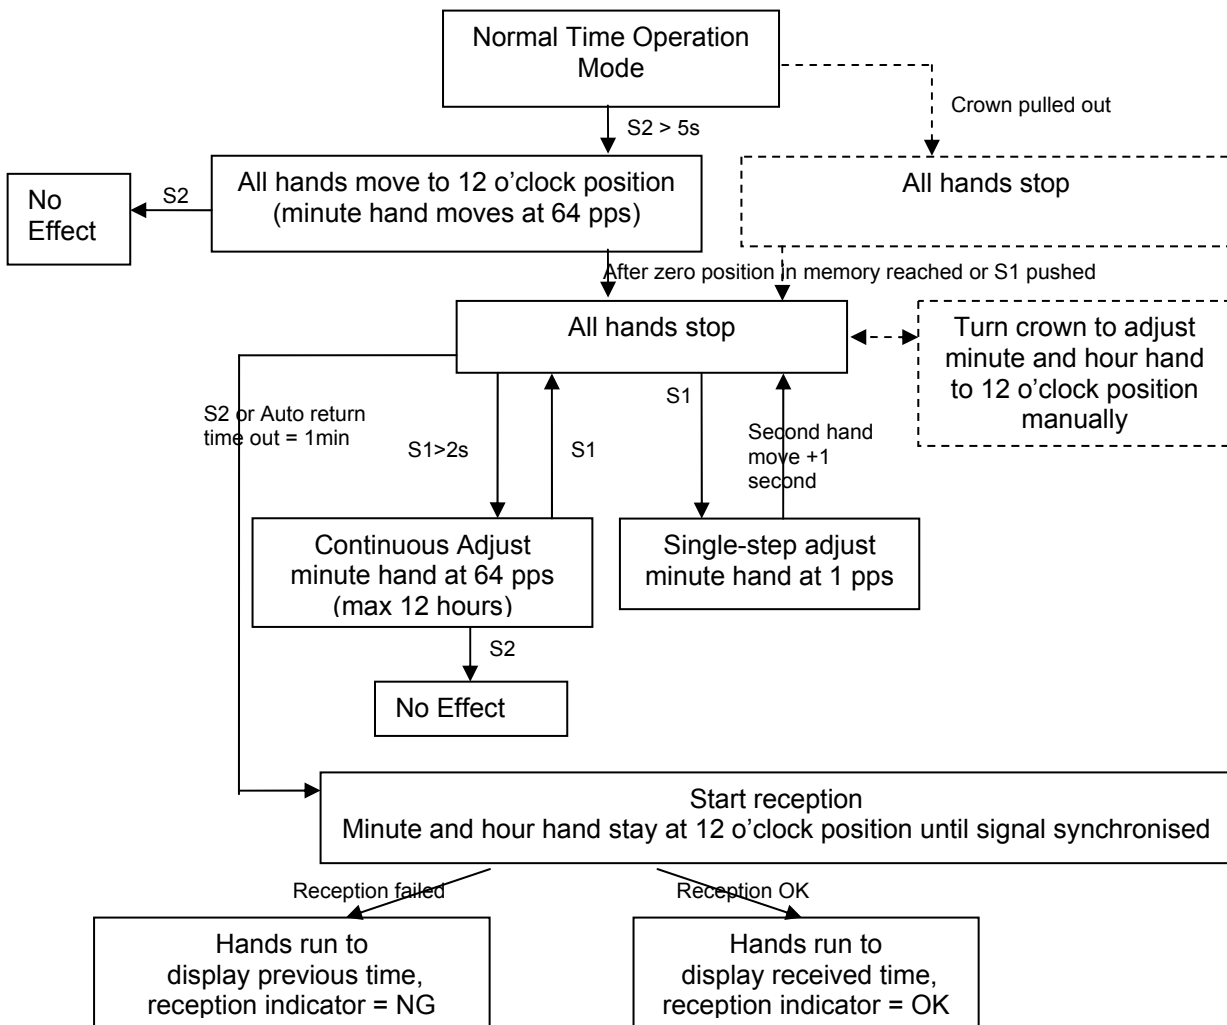 Normal Time Operation
Mode
Crown pulled out
S2 > 5s
All hands move to 12 o’clock position
(minute hand moves at 64 pps)
S2
No
Effect
All hands stop
After zero position in memory reached or S1 pushed
All hands stop
Turn crown to adjust
minute and hour hand
to 12 o’clock position
manually
S2 or Auto return
time out = 1min
S1>2s
S1
S1
Second hand
move +1
second
Continuous Adjust
minute hand at 64 pps
(max 12 hours)
Single-step adjust
minute hand at 1 pps
S2
No Effect
Start reception
Minute and hour hand stay at 12 o’clock position until signal synchronised
Reception failed
Reception OK
Hands run to
display previous time,
reception indicator = NG
Hands run to
display received time,
reception indicator = OK